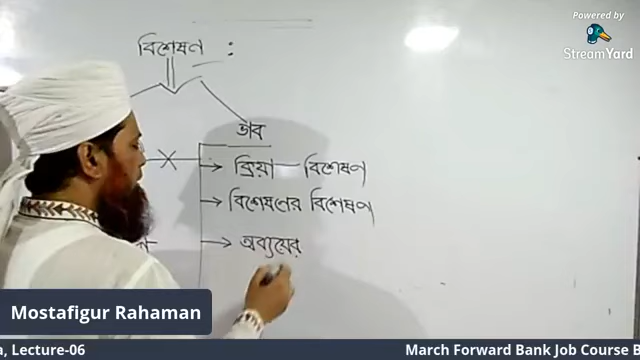 Powered by
StreamYard
বিশেষণ :
ভাব
ক্রিয়া — বিশেষণ
বিশেষণের বিশেষণ
অব্যয়ের
Mostafigur Rahaman
a, Lecture-06 March Forward Bank Job Course B